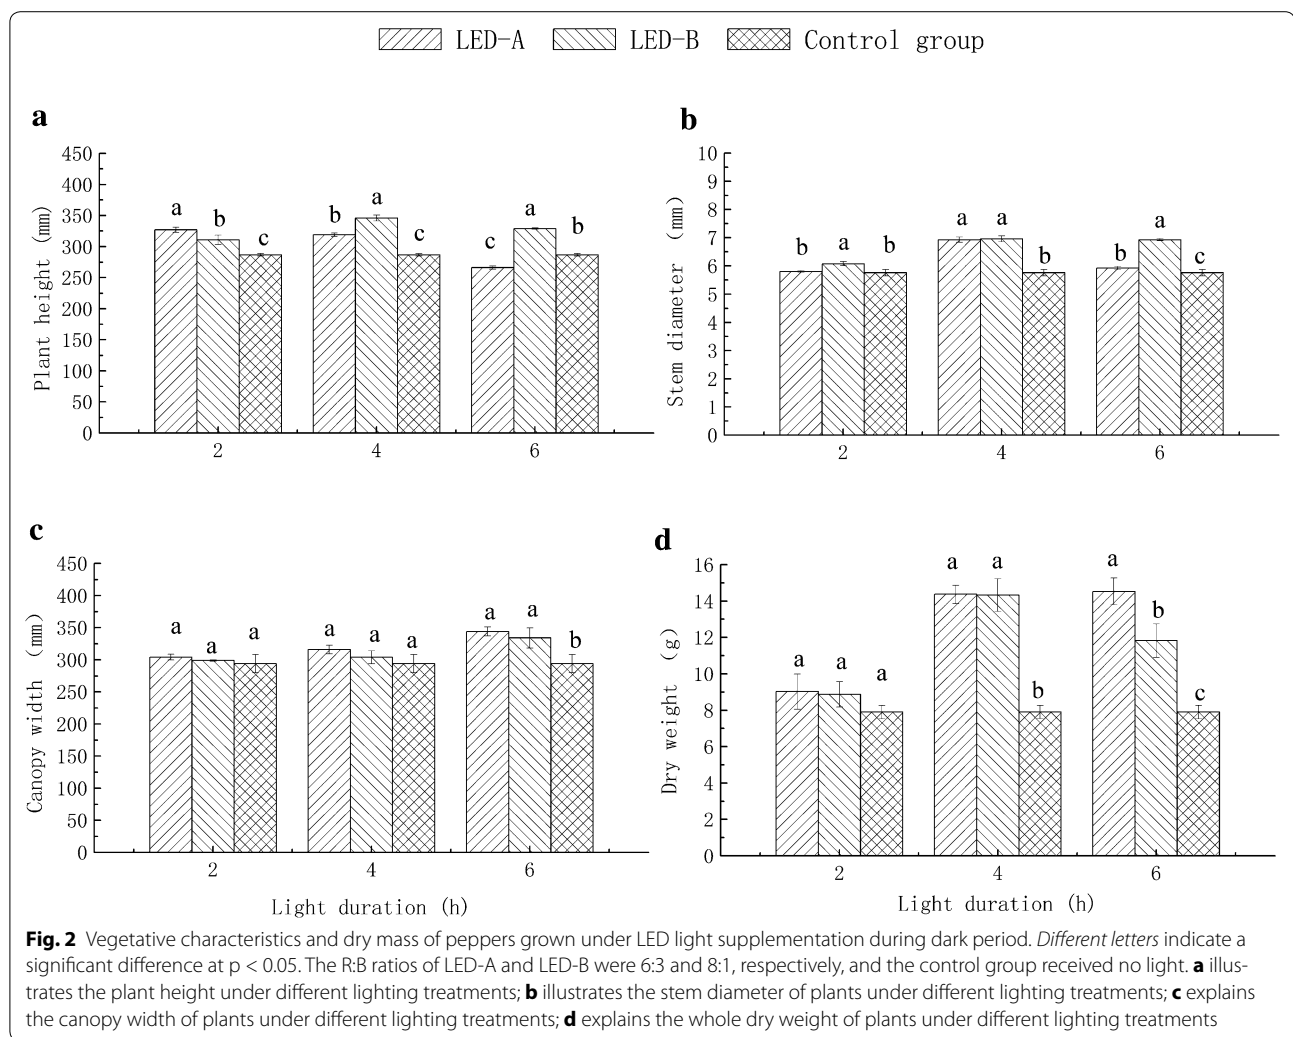 LED-A LED-B Control group
a
450
400
350
300
250
200
150
100
50
0
Plant height (mm)
a b c
b a c
c a b
2 4 6
b
10
9
8
7
6
5
4
3
2
1
0
Stem diameter (mm)
b a b
a a b
b a c
2 4 6
c
450
400
350
300
250
200
150
100
50
0
Canopy width (mm)
a a a
a a a
a a b
2 4 6
Light duration (h)
d
16
14
12
10
8
6
4
2
0
Dry weight (g)
a a a
a a b
a b c
2 4 6
Light duration (h)
Fig. 2 Vegetative characteristics and dry mass of peppers grown under LED light supplementation during dark period. Different letters indicate a
significant difference at p < 0.05. The R:B ratios of LED-A and LED-B were 6:3 and 8:1, respectively, and the control group received no light. a illus-
trates the plant height under different lighting treatments; b illustrates the stem diameter of plants under different lighting treatments; c explains
the canopy width of plants under different lighting treatments; d explains the whole dry weight of plants under different lighting treatments